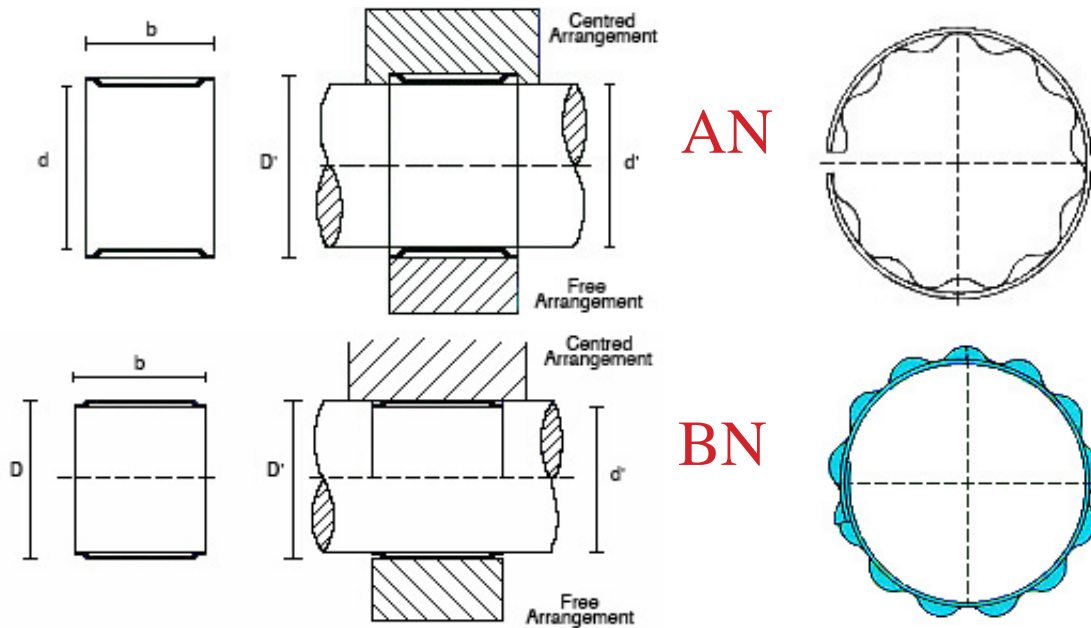 b
Centred
Arrangement
d
D'
d'
AN
Free
Arrangement
b
Centred
Arrangement
D
D'
d'
BN
Free
Arrangement